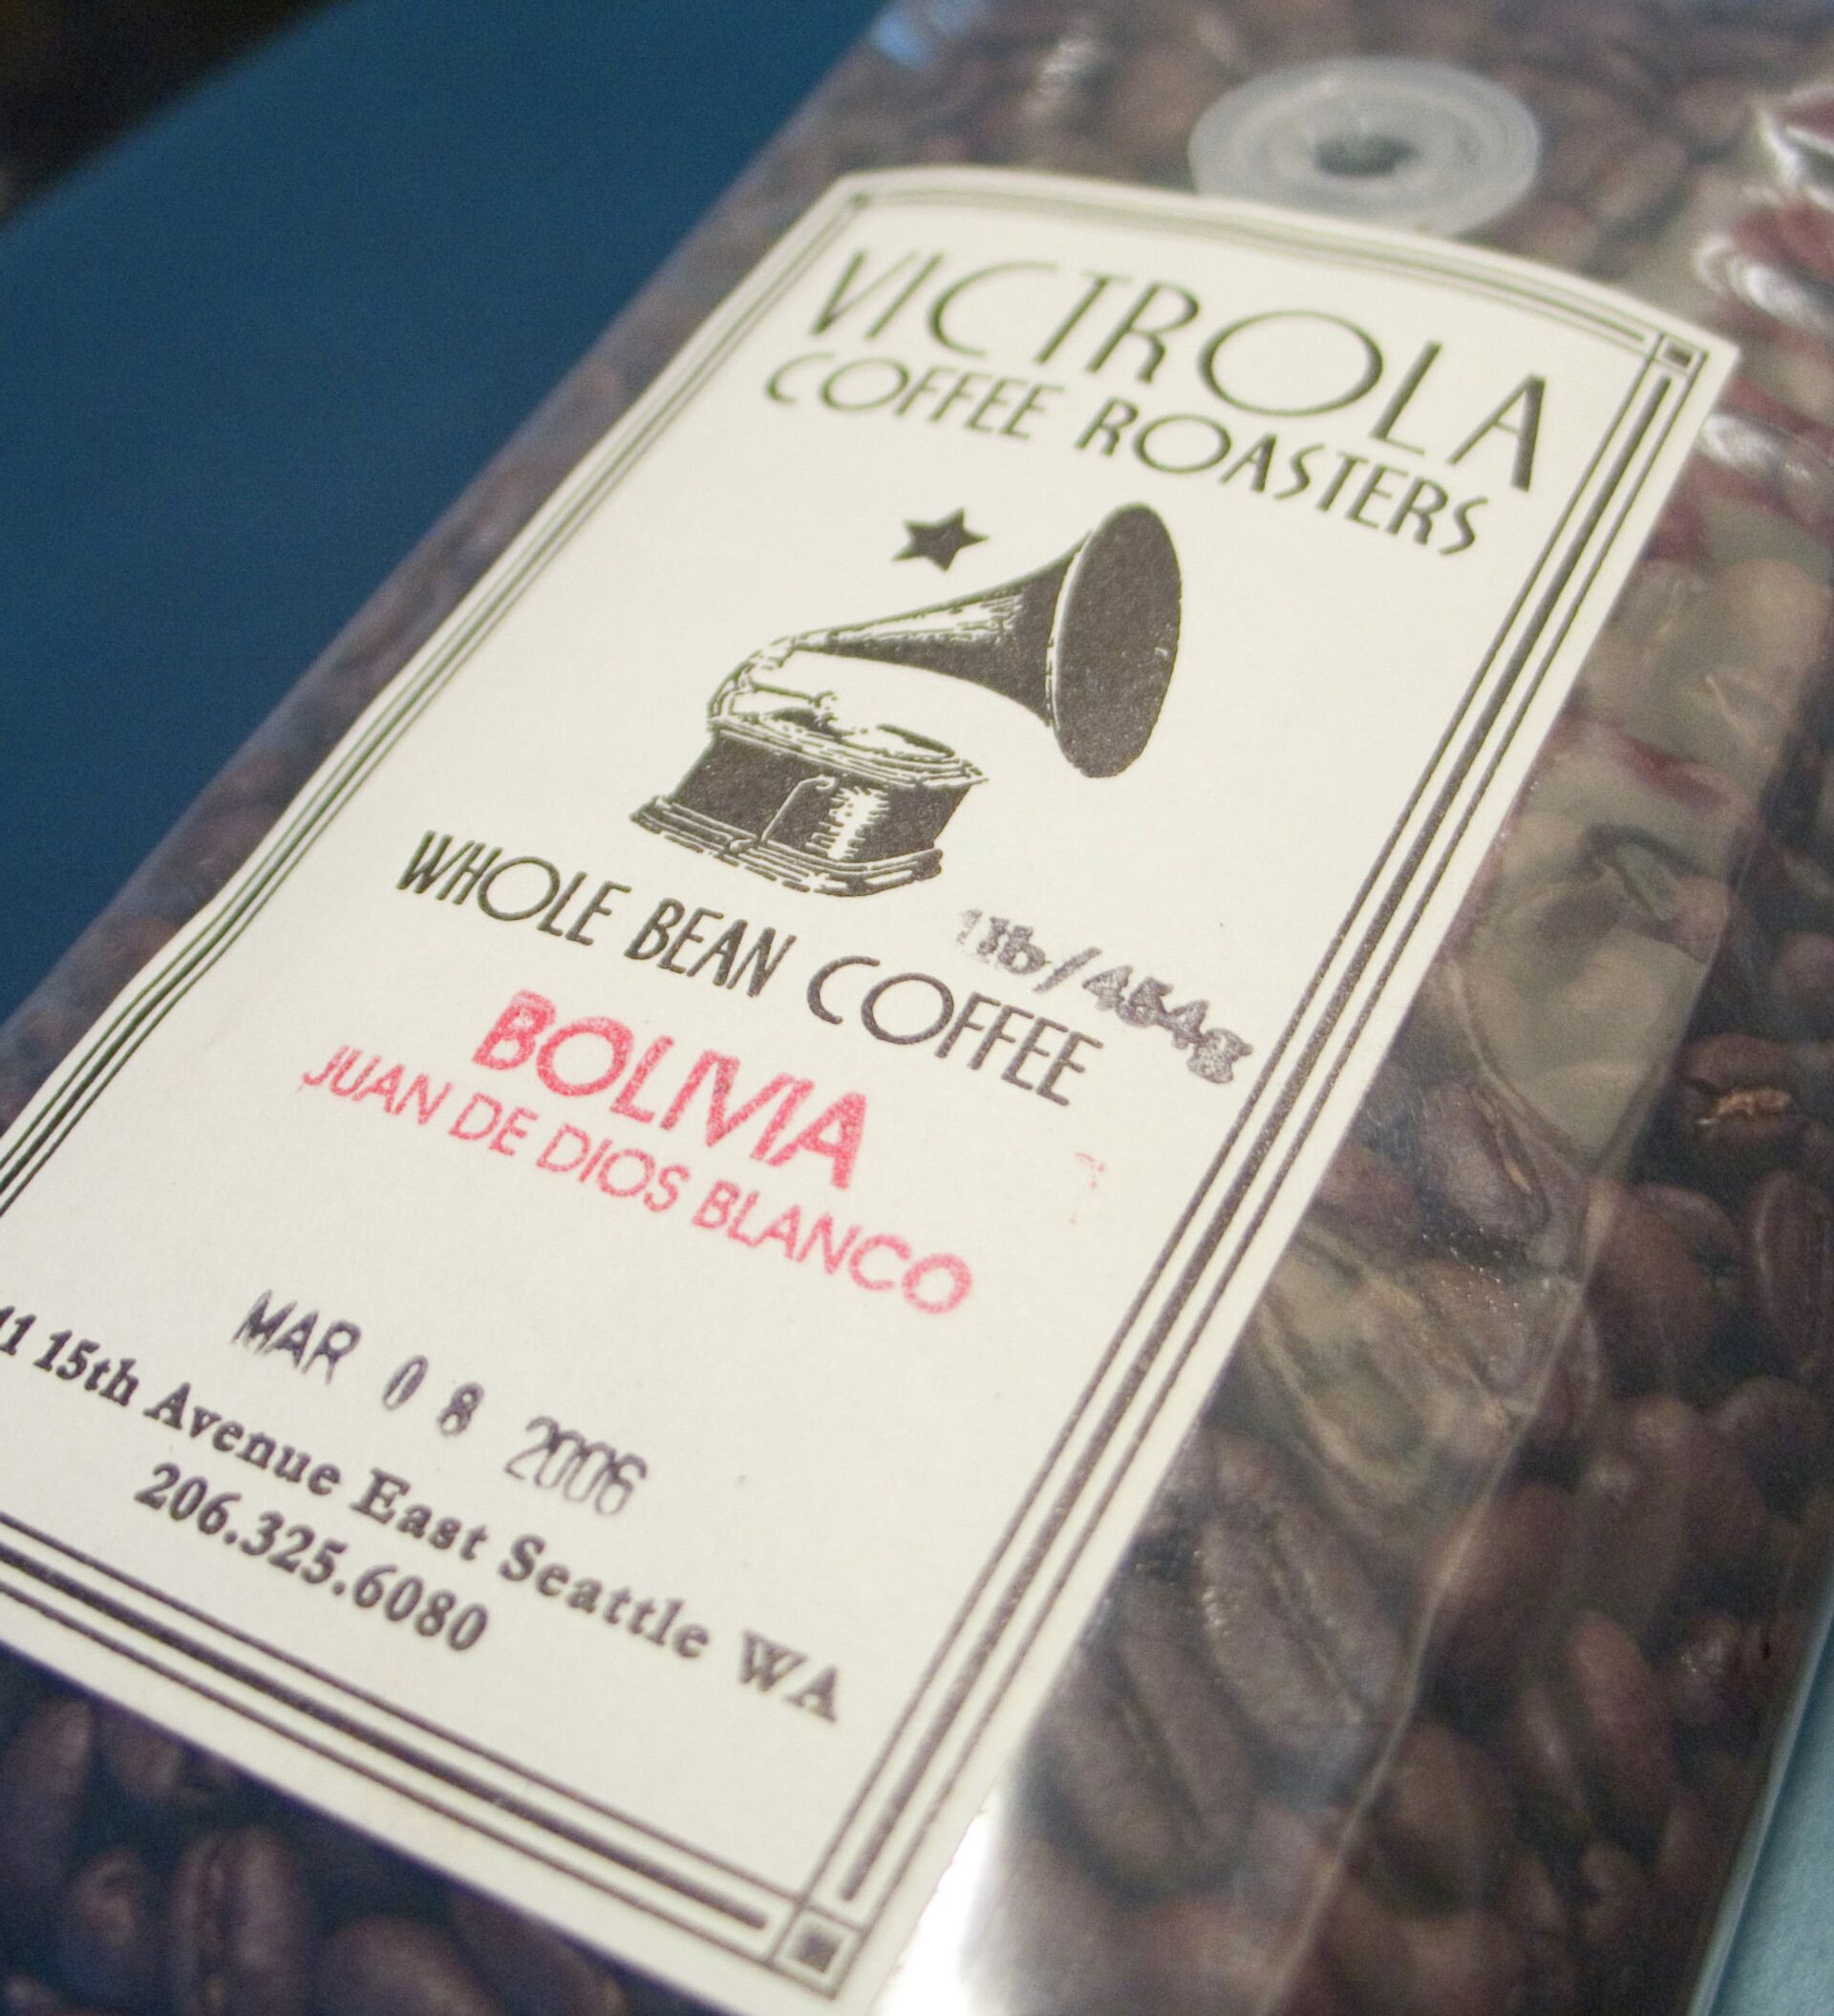 VICTROLA
COFFEE ROASTERS
WHOLE BEAN COFFEE
1lb/454g
BOLIVIA
JUAN DE DIOS BLANCO
MAR 08 2006
15th Avenue East Seattle WA
206.325.6080